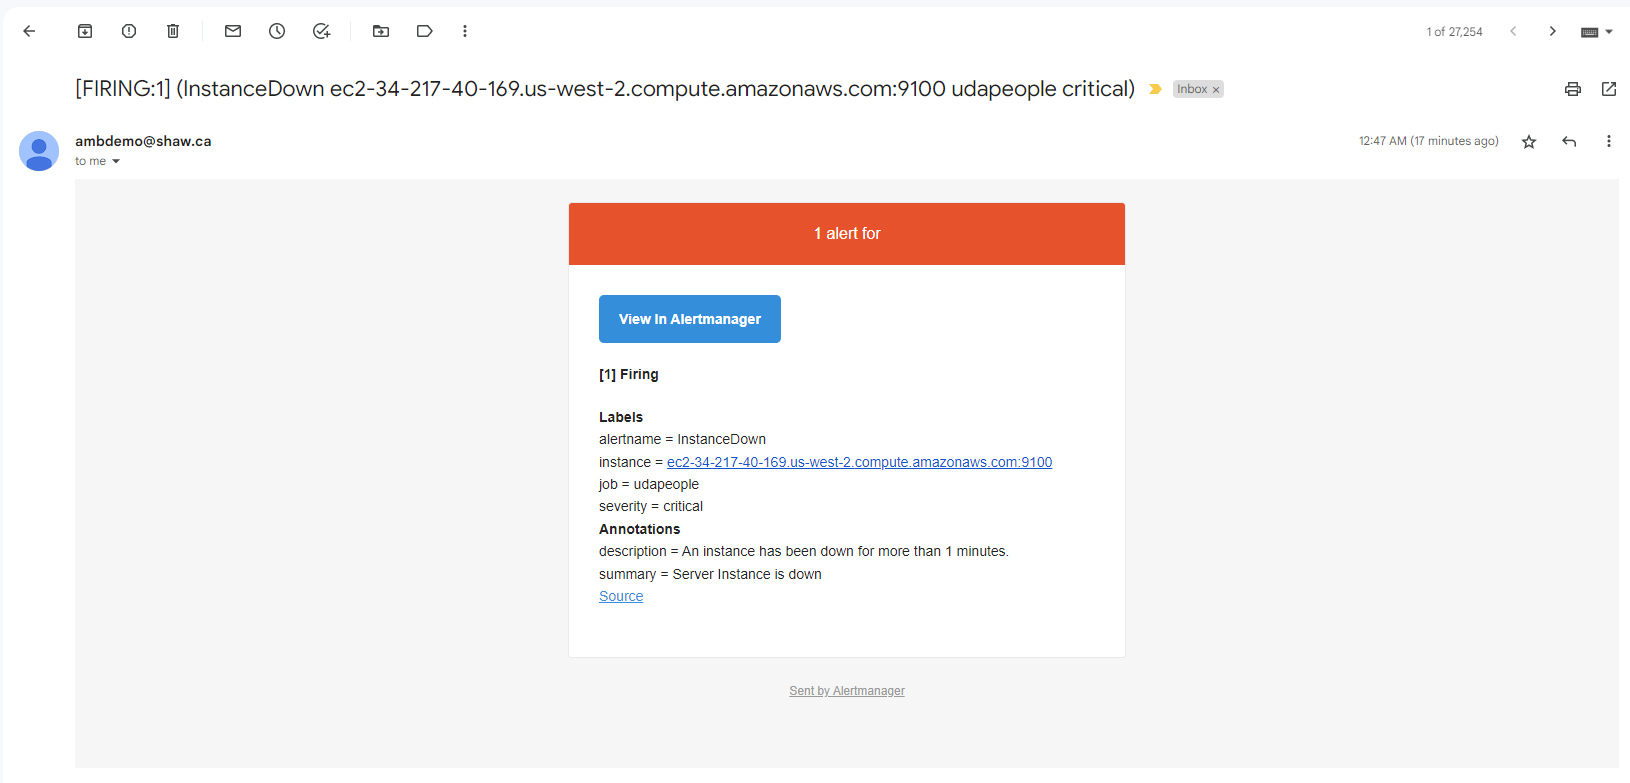 1 of 27,254
[FIRING:1] (InstanceDown ec2-34-217-40-169.us-west-2.compute.amazonaws.com:9100 udapeople critical)
Inbox ×
ambdemo@shaw.ca
12:47 AM (17 minutes ago)
to me
1 alert for
View In Alertmanager
[1] Firing
Labels
alertname = InstanceDown
instance = ec2-34-217-40-169.us-west-2.compute.amazonaws.com:9100
job = udapeople
severity = critical
Annotations
description = An instance has been down for more than 1 minutes.
summary = Server Instance is down
Source
Sent by Alertmanager